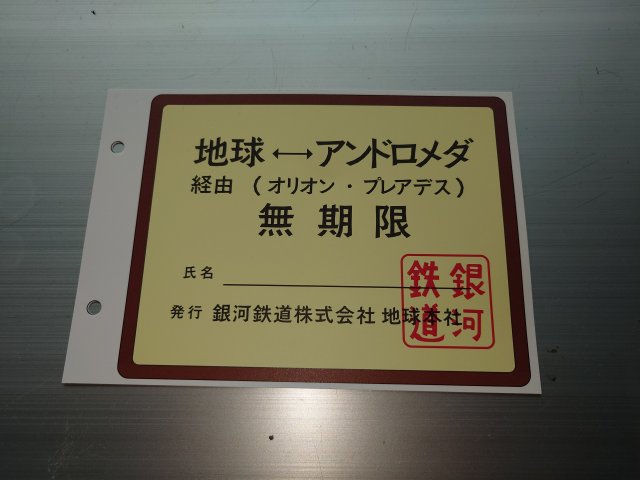 地球 ↔ アンドロメダ
経由 (オリオン・プレアデス)
無期限
氏名
発行 銀河鉄道株式会社 地球本社
銀河
鉄道